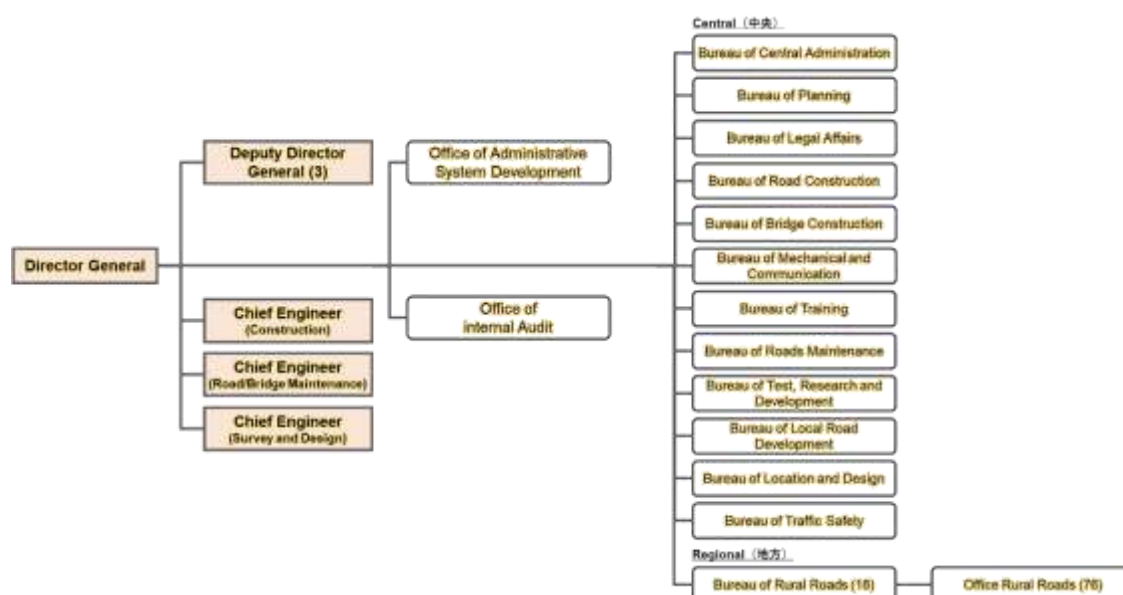 Director General
Deputy Director
General (3)
Chief Engineer
(Construction)
Chief Engineer
(Road/Bridge Maintenance)
Chief Engineer
(Survey and Design)
Office of Administrative
System Development
Office of
internal Audit
Central（中央）
Bureau of Central Administration
Bureau of Planning
Bureau of Legal Affairs
Bureau of Road Construction
Bureau of Bridge Construction
Bureau of Mechanical and
Communication
Bureau of Training
Bureau of Roads Maintenance
Bureau of Test, Research and
Development
Bureau of Local Road
Development
Bureau of Location and Design
Bureau of Traffic Safety
Regional（地方）
Bureau of Rural Roads (18)
Office Rural Roads (76)